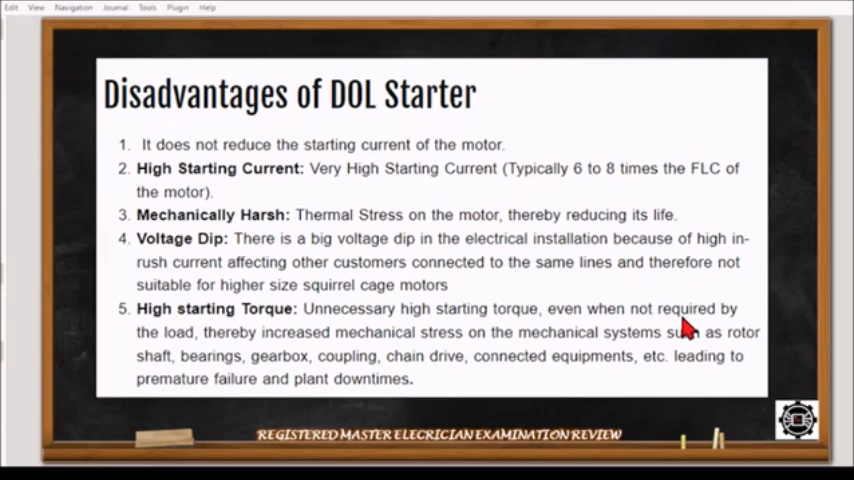 Edit View Navigation Journal Tools Plugin Help
Disadvantages of DOL Starter
1. It does not reduce the starting current of the motor.
2. High Starting Current: Very High Starting Current (Typically 6 to 8 times the FLC of
the motor).
3. Mechanically Harsh: Thermal Stress on the motor, thereby reducing its life.
4. Voltage Dip: There is a big voltage dip in the electrical installation because of high in-
rush current affecting other customers connected to the same lines and therefore not
suitable for higher size squirrel cage motors
5. High starting Torque: Unnecessary high starting torque, even when not required by
the load, thereby increased mechanical stress on the mechanical systems such as rotor
shaft, bearings, gearbox, coupling, chain drive, connected equipments, etc. leading to
premature failure and plant downtimes.
REGISTERED MASTER ELECRICIAN EXAMINATION REVIEW